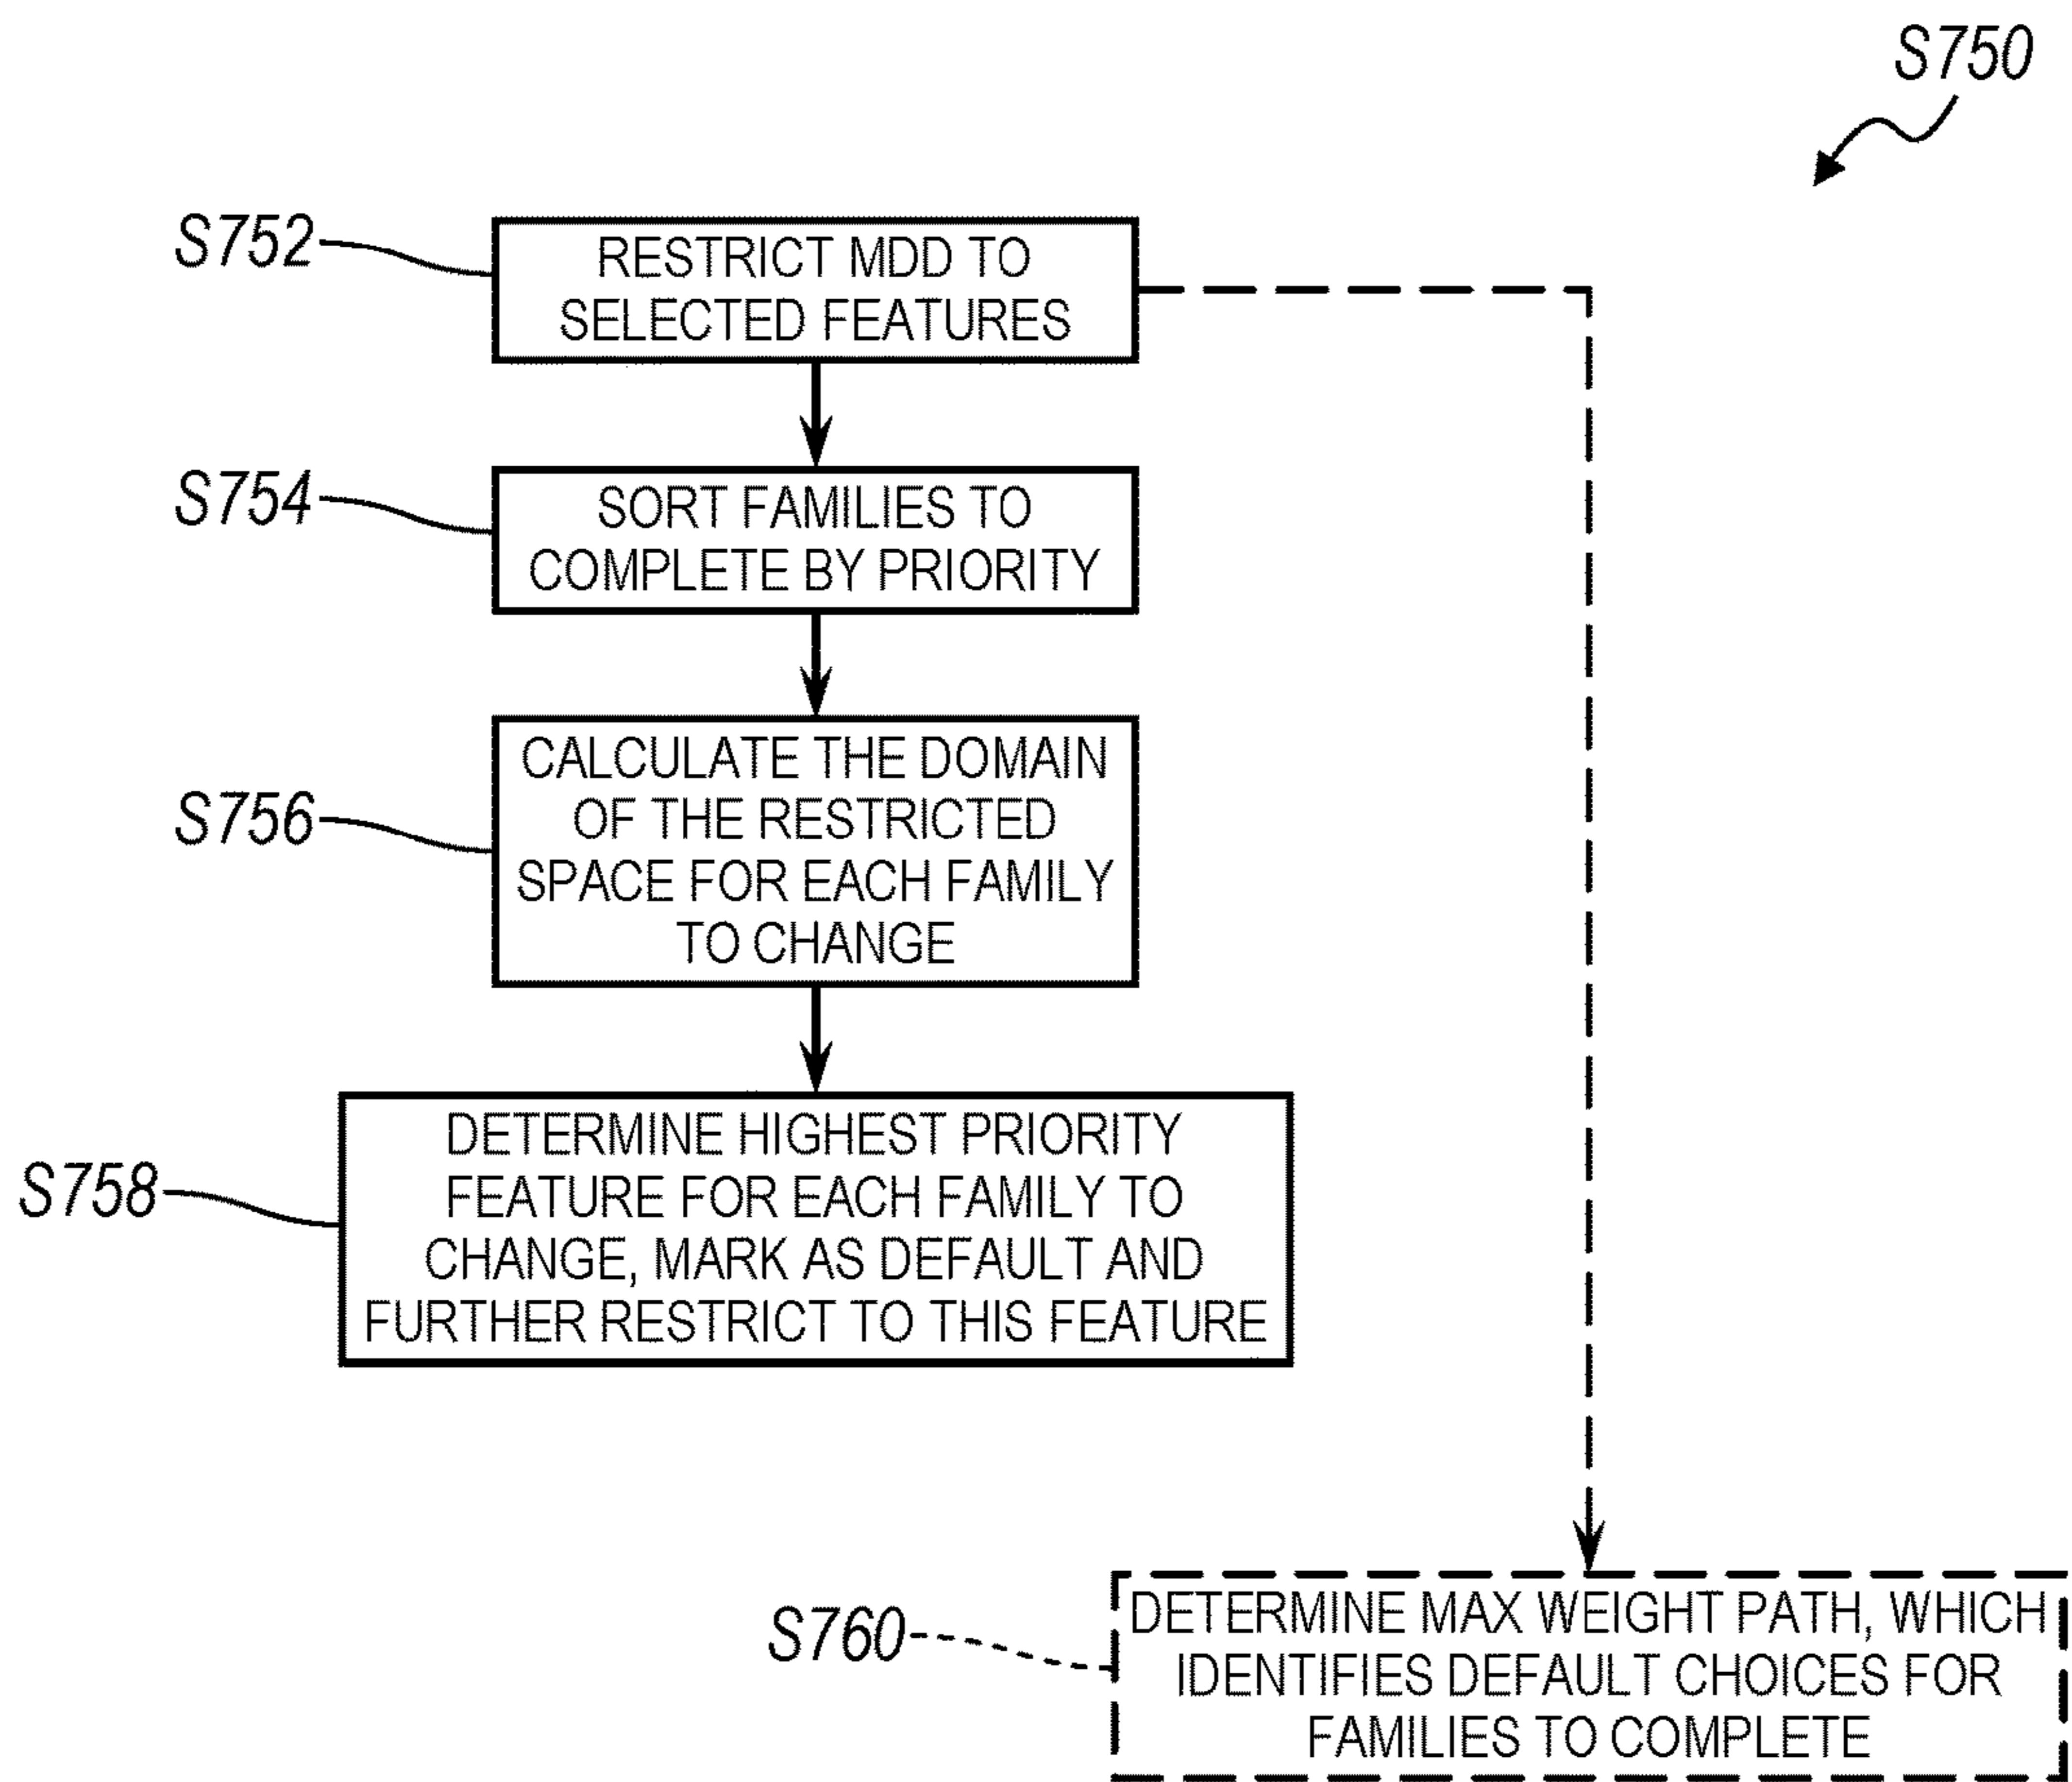 S750
S752
RESTRICT MDD TO
SELECTED FEATURES
S754
SORT FAMILIES TO
COMPLETE BY PRIORITY
S756
CALCULATE THE DOMAIN
OF THE RESTRICTED
SPACE FOR EACH FAMILY
TO CHANGE
S758
DETERMINE HIGHEST PRIORITY
FEATURE FOR EACH FAMILY TO
CHANGE, MARK AS DEFAULT AND
FURTHER RESTRICT TO THIS FEATURE
S760
DETERMINE MAX WEIGHT PATH, WHICH
IDENTIFIES DEFAULT CHOICES FOR
FAMILIES TO COMPLETE